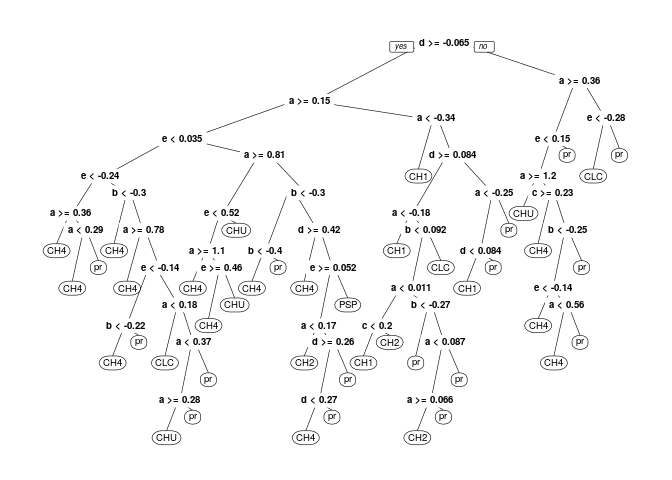 yes d >= -0.065 no
a >= 0.36
a >= 0.15
a < -0.34 e < -0.28
e < 0.035 e < 0.15
a >= 0.81 d >= 0.084 pr pr
e < -0.24 CH1 a >= 1.2 CLC
b < -0.3 b < -0.3 a < -0.25 c >= 0.23
a >= 0.36 e < 0.52 a < -0.18 CHU
a < 0.29 a >= 0.78 CHU d >= 0.42 b < 0.092 pr b < -0.25
CH4 CH4 a >= 1.1 b < -0.4 CH1 d < 0.084 CH4
pr e < -0.14 e >= 0.46 pr e >= 0.052 CLC pr pr
CH4 CH4 CH4 CH4 CH4 a < 0.011 CH1 e < -0.14
a < 0.18 CHU PSP b < -0.27 a < 0.56
b < -0.22 CH4 a < 0.17 c < 0.2 CH4
pr a < 0.37 d >= 0.26 CH2 a < 0.087 pr
CH4 CLC CH2 CH1 pr CH4
pr pr pr
a >= 0.28 d < 0.27 a >= 0.066
pr pr pr
CHU CH4 CH2